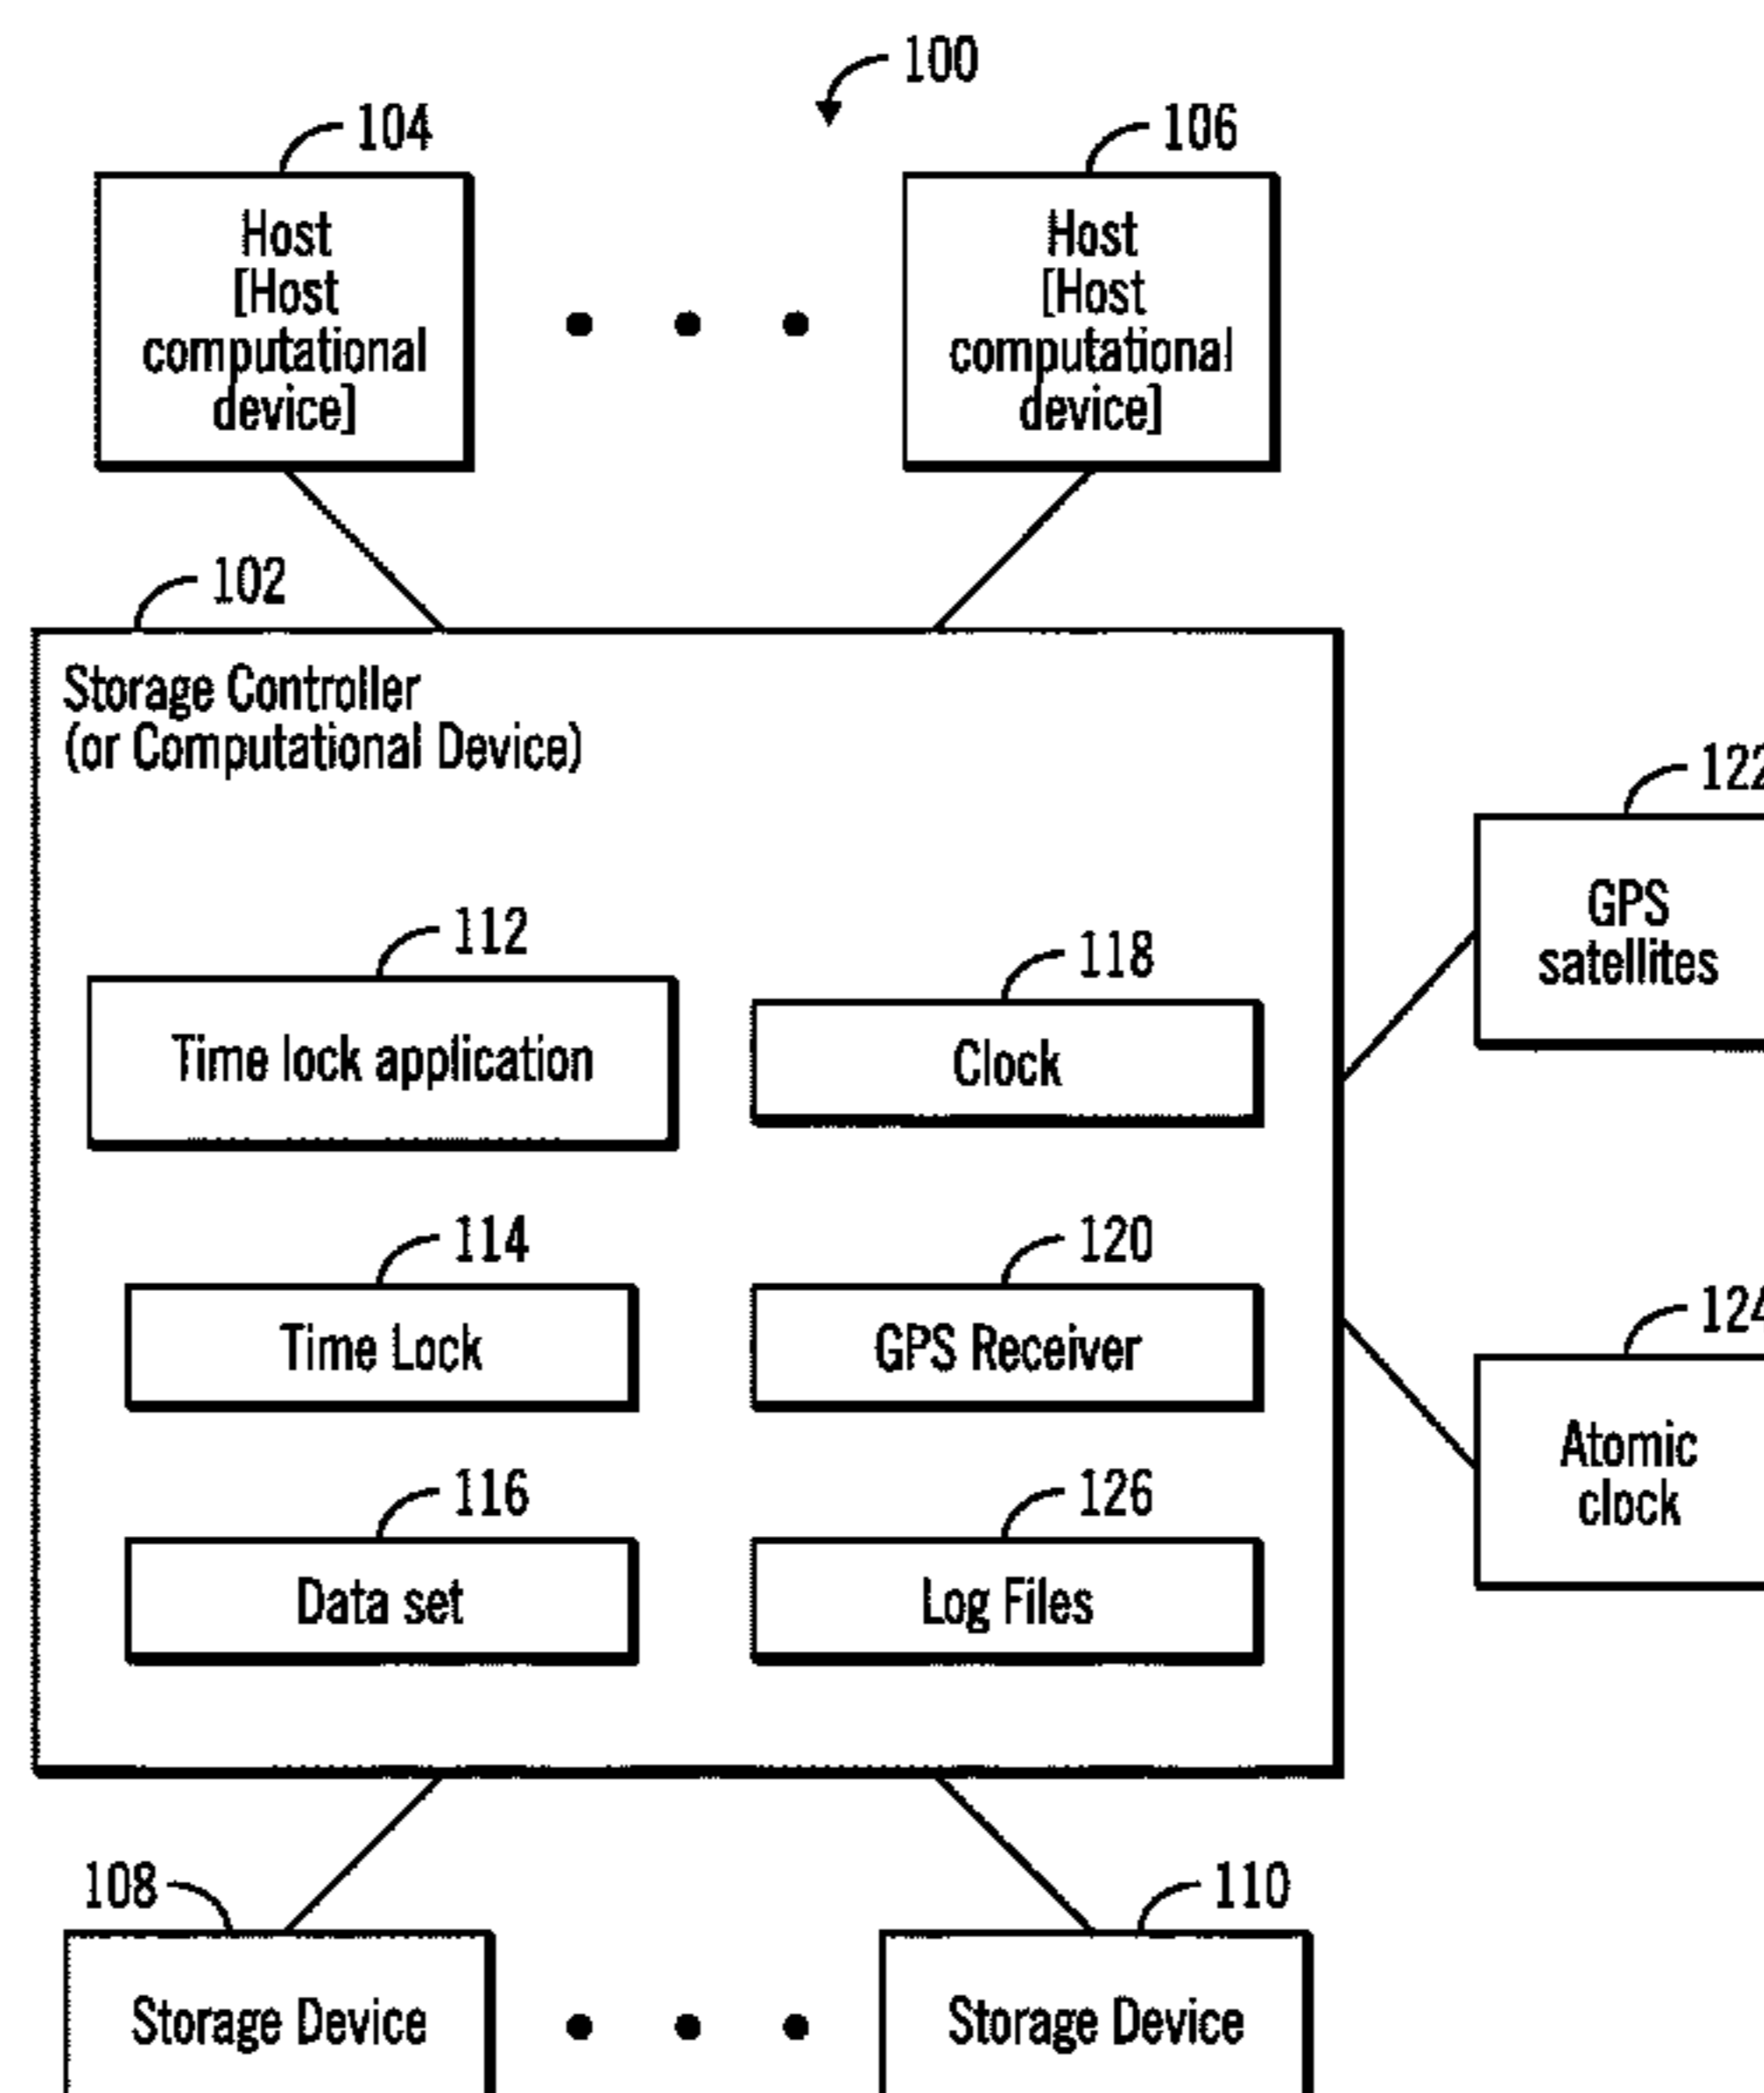 100
104
106
Host
[Host
computational
device]
Host
[Host
computational
device]
102
Storage Controller
(or Computational Device)
122
GPS
satellites
112
118
Time lock application
Clock
114
120
Time Lock
GPS Receiver
124
Atomic
clock
116
126
Data set
Log Files
108
110
Storage Device
Storage Device